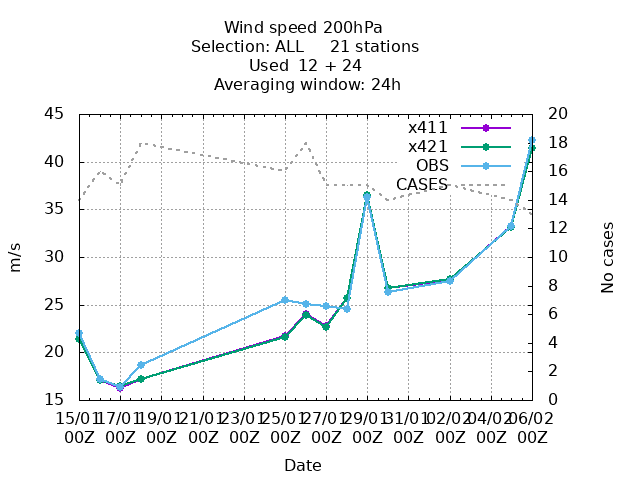 Wind speed 200hPa
Selection: ALL 21 stations
Used 12 + 24
Averaging window: 24h
45
40
35
30
25
20
15
m/s
20
18
16
14
12
10
8
6
4
2
0
No cases
x411
x421
OBS
CASES
15/01 17/01 19/01 21/01 23/01 25/01 27/01 29/01 31/01 02/02 04/02 06/02
00Z 00Z 00Z 00Z 00Z 00Z 00Z 00Z 00Z 00Z 00Z 00Z
Date